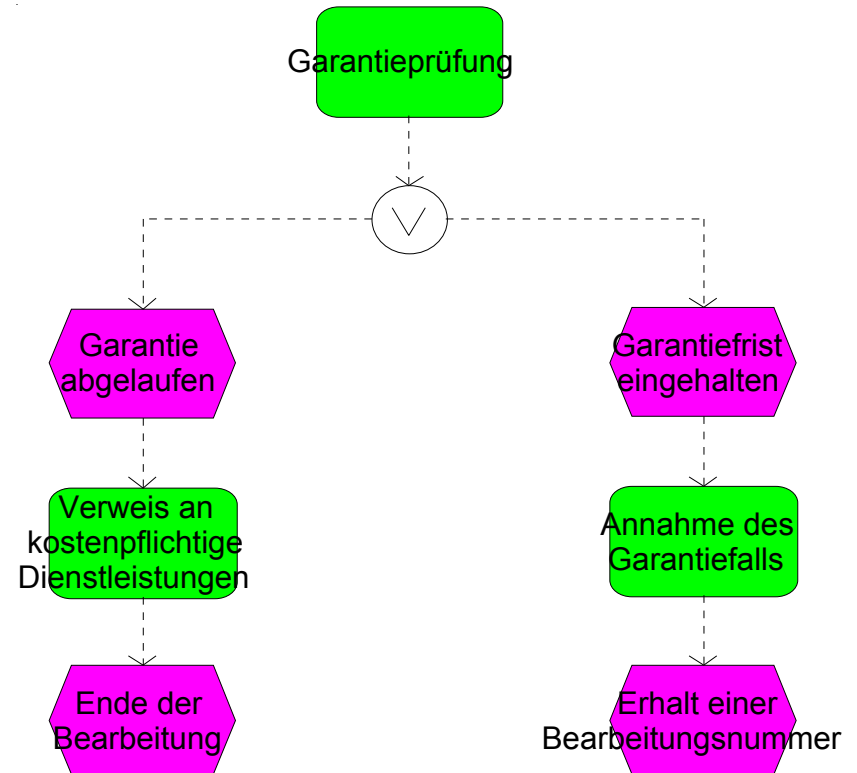 Garantieprüfung
V
Garantie
abgelaufen
Garantiefrist
eingehalten
Verweis an
kostenpflichtige
Dienstleistungen
Annahme des
Garantiefalls
Ende der
Bearbeitung
Erhalt einer
Bearbeitungsnummer